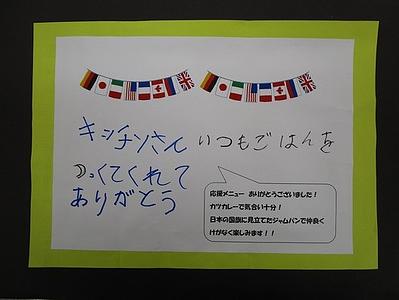 キッチンさん いつもごはんを
つくってくれて
ありがとう
応援メニュー ありがとうございました！
カツカレーで気合い十分！
日本の国旗に見立てたジャムパンで仲良く
けがなく楽しみます！！